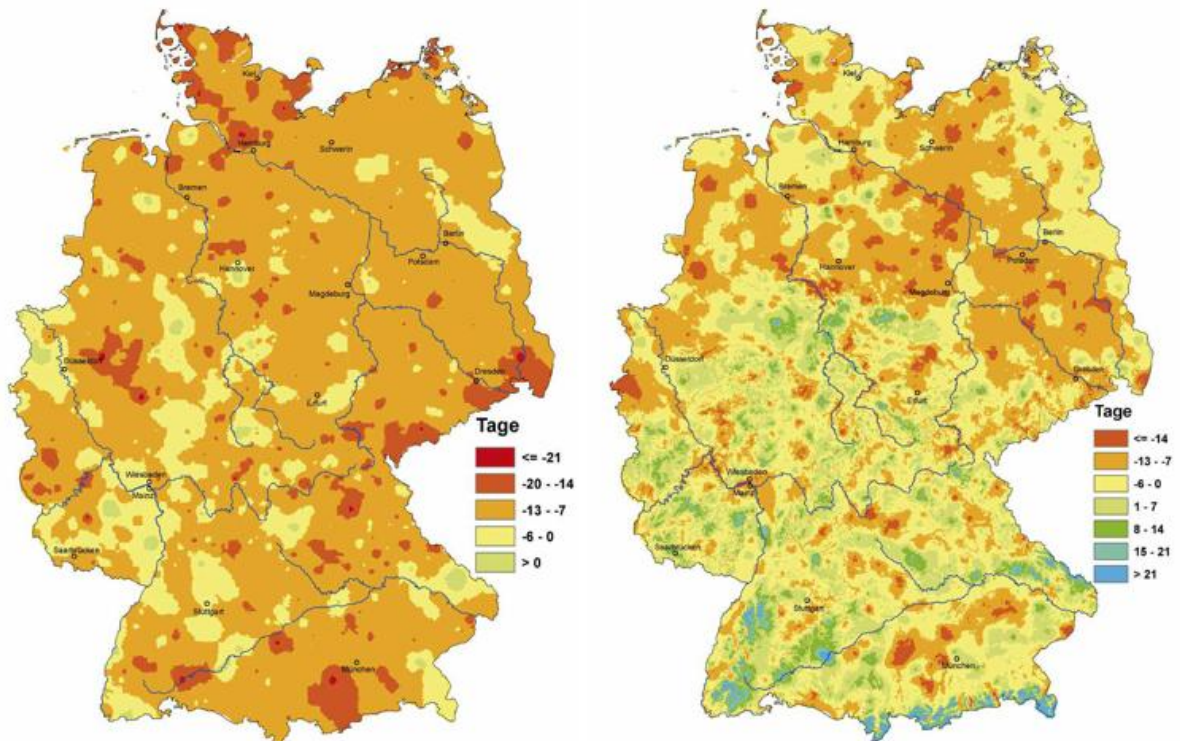 Kiel
Hamburg
Schwerin
Bremen
Berlin
Potsdam
Hannover
Magdeburg
Düsseldorf
Dresden
Erfurt
Wiesbaden
Mainz
Saarbrücken
Stuttgart
München
Tage
<= -21
-20 - -14
-13 - -7
-6 - 0
> 0
Kiel
Hamburg
Schwerin
Bremen
Berlin
Potsdam
Hannover
Magdeburg
Düsseldorf
Dresden
Erfurt
Wiesbaden
Mainz
Saarbrücken
Stuttgart
München
Tage
<= -14
-13 - -7
-6 - 0
1 - 7
8 - 14
15 - 21
> 21